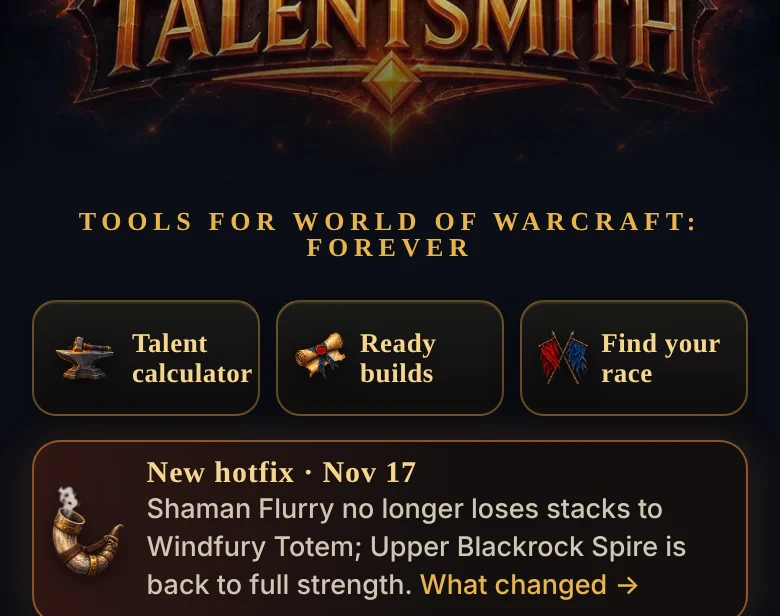 TALENTSMITH
TOOLS FOR WORLD OF WARCRAFT:
FOREVER
Talent
calculator
Ready
builds
Find your
race
New hotfix · Nov 17
Shaman Flurry no longer loses stacks to
Windfury Totem; Upper Blackrock Spire is
back to full strength. What changed →